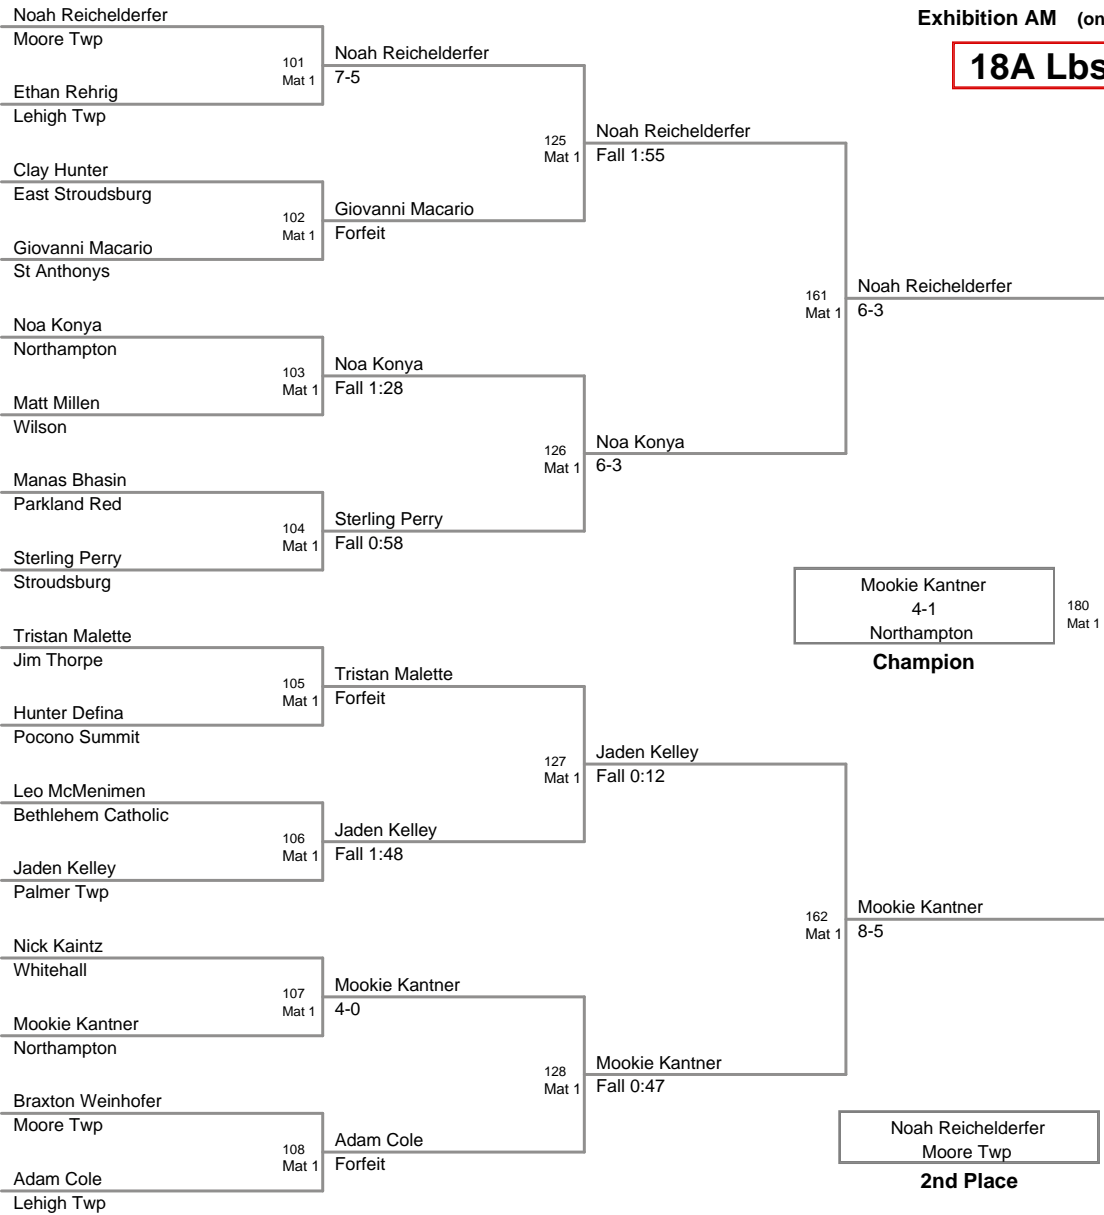 Exhibition AM (on
18A Lbs
Noah Reichelderfer
Moore Twp
101
Mat 1
Ethan Rehrig
Lehigh Twp
Noah Reichelderfer
7-5
Clay Hunter
East Stroudsburg
102
Mat 1
Giovanni Macario
St Anthonys
Giovanni Macario
Forfeit
125
Mat 1
Noah Reichelderfer
Fall 1:55
Noa Konya
Northampton
103
Mat 1
Matt Millen
Wilson
Noa Konya
Fall 1:28
Manas Bhasin
Parkland Red
104
Mat 1
Sterling Perry
Stroudsburg
Sterling Perry
Fall 0:58
126
Mat 1
Noa Konya
6-3
161
Mat 1
Noah Reichelderfer
6-3
Mookie Kantner
4-1
Northampton
Champion
180
Mat 1
Tristan Malette
Jim Thorpe
105
Mat 1
Hunter Defina
Pocono Summit
Tristan Malette
Forfeit
Leo McMenimen
Bethlehem Catholic
106
Mat 1
Jaden Kelley
Palmer Twp
Jaden Kelley
Fall 1:48
127
Mat 1
Jaden Kelley
Fall 0:12
Nick Kaintz
Whitehall
107
Mat 1
Mookie Kantner
Northampton
Mookie Kantner
4-0
Braxton Weinhofer
Moore Twp
108
Mat 1
Adam Cole
Lehigh Twp
Adam Cole
Forfeit
128
Mat 1
Mookie Kantner
Fall 0:47
162
Mat 1
Mookie Kantner
8-5
Noah Reichelderfer
Moore Twp
2nd Place